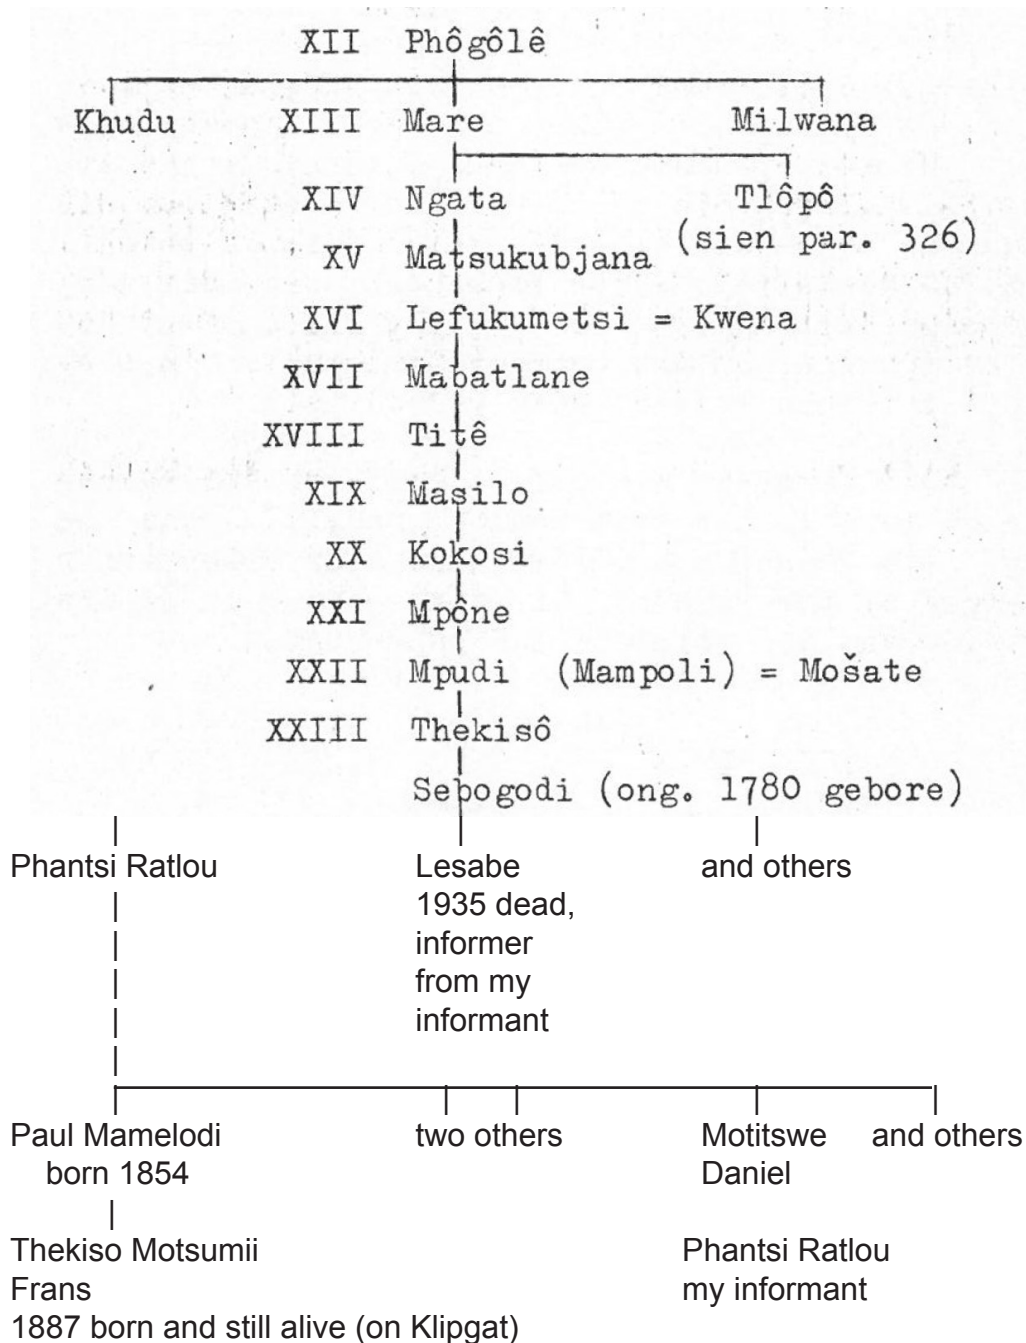 XII Phôgôlê
Khudu XIII Mare Milwana
XIV Ngata Tlôpô
(sien par. 326)
XV Matsukubjana
XVI Lefukumetsi = Kwena
XVII Mabatlane
XVIII Titê
XIX Masilo
XX Kokosi
XXI Mpône
XXII Mpudi (Mampoli) = Mošate
XXIII Thekisô
Sebogodi (ong. 1780 gebore)
Phantsi Ratlou Lesabe and others
1935 dead,
informer
from my
informant
Paul Mamelodi two others Motitswe and others
born 1854 Daniel
Thekiso Motsumii Phantsi Ratlou
Frans my informant
1887 born and still alive (on Klipgat)